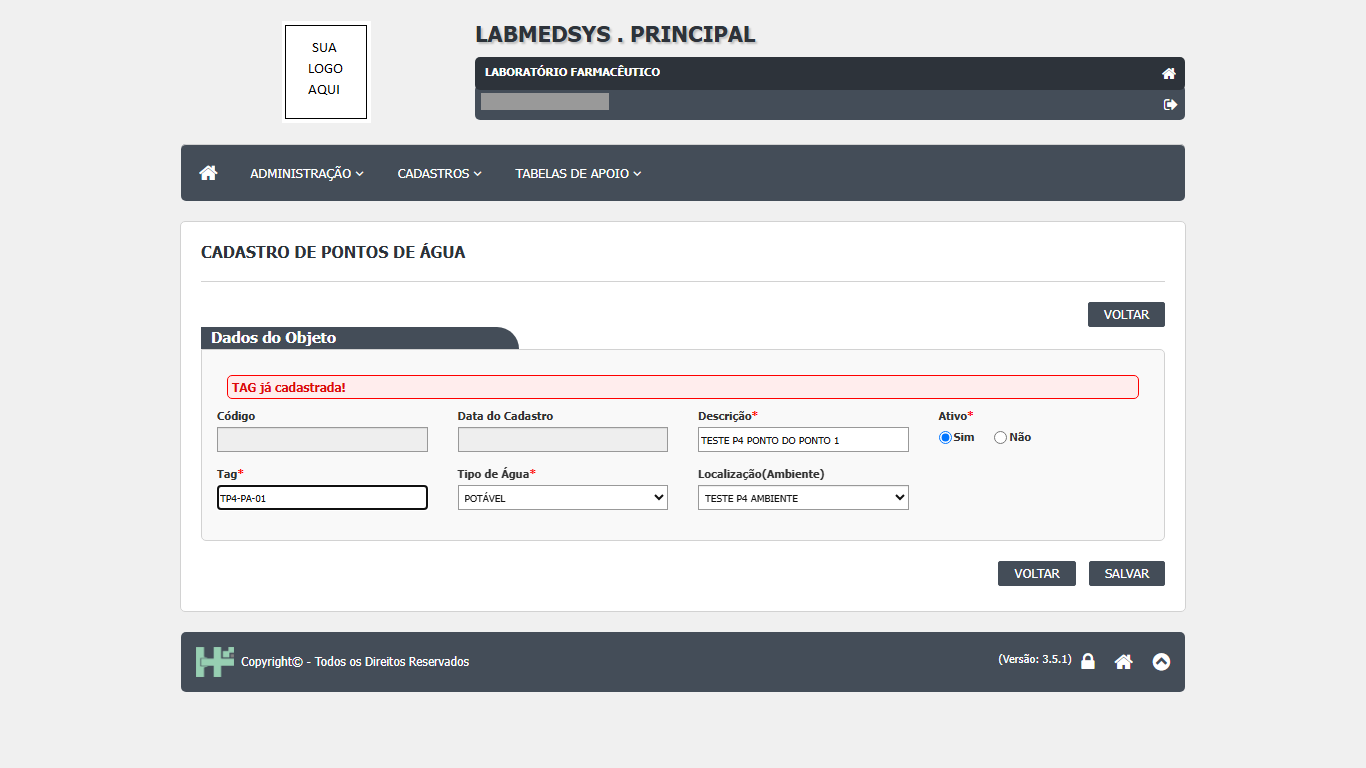 SUA
LOGO
AQUI
LABMEDSYS . PRINCIPAL
LABORATÓRIO FARMACÊUTICO
ADMINISTRAÇÃO CADASTROS TABELAS DE APOIO
CADASTRO DE PONTOS DE ÁGUA
VOLTAR
Dados do Objeto
TAG já cadastrada!
Código Data do Cadastro Descrição* Ativo*
TESTE P4 PONTO DO PONTO 1 Sim Não
Tag* Tipo de Água* Localização(Ambiente)
TP4-PA-01 POTÁVEL TESTE P4 AMBIENTE
VOLTAR SALVAR
Copyright© - Todos os Direitos Reservados (Versão: 3.5.1)